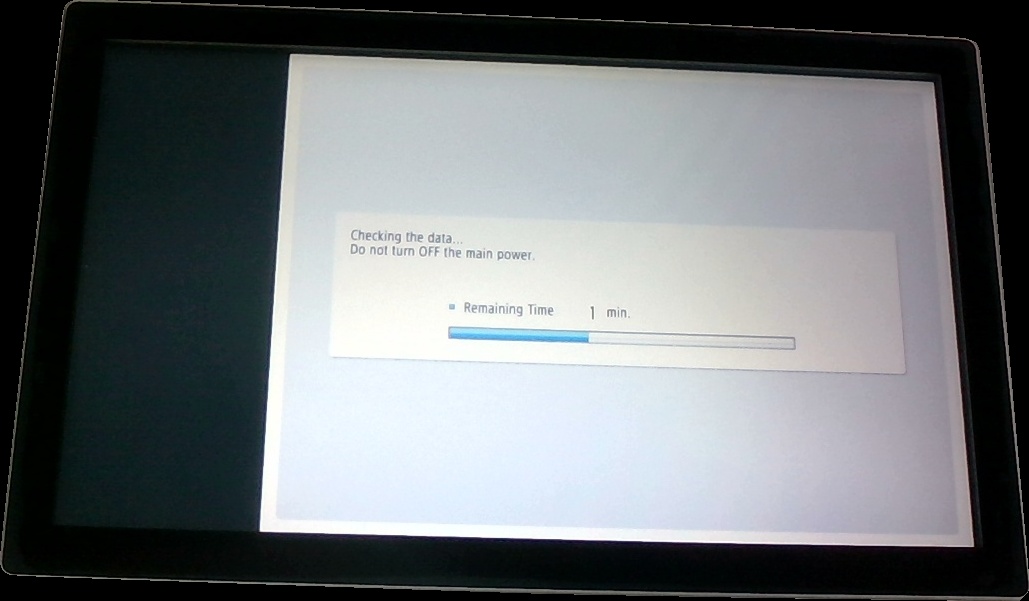 Checking the data...
Do not turn OFF the main power.
Remaining Time 1 min.